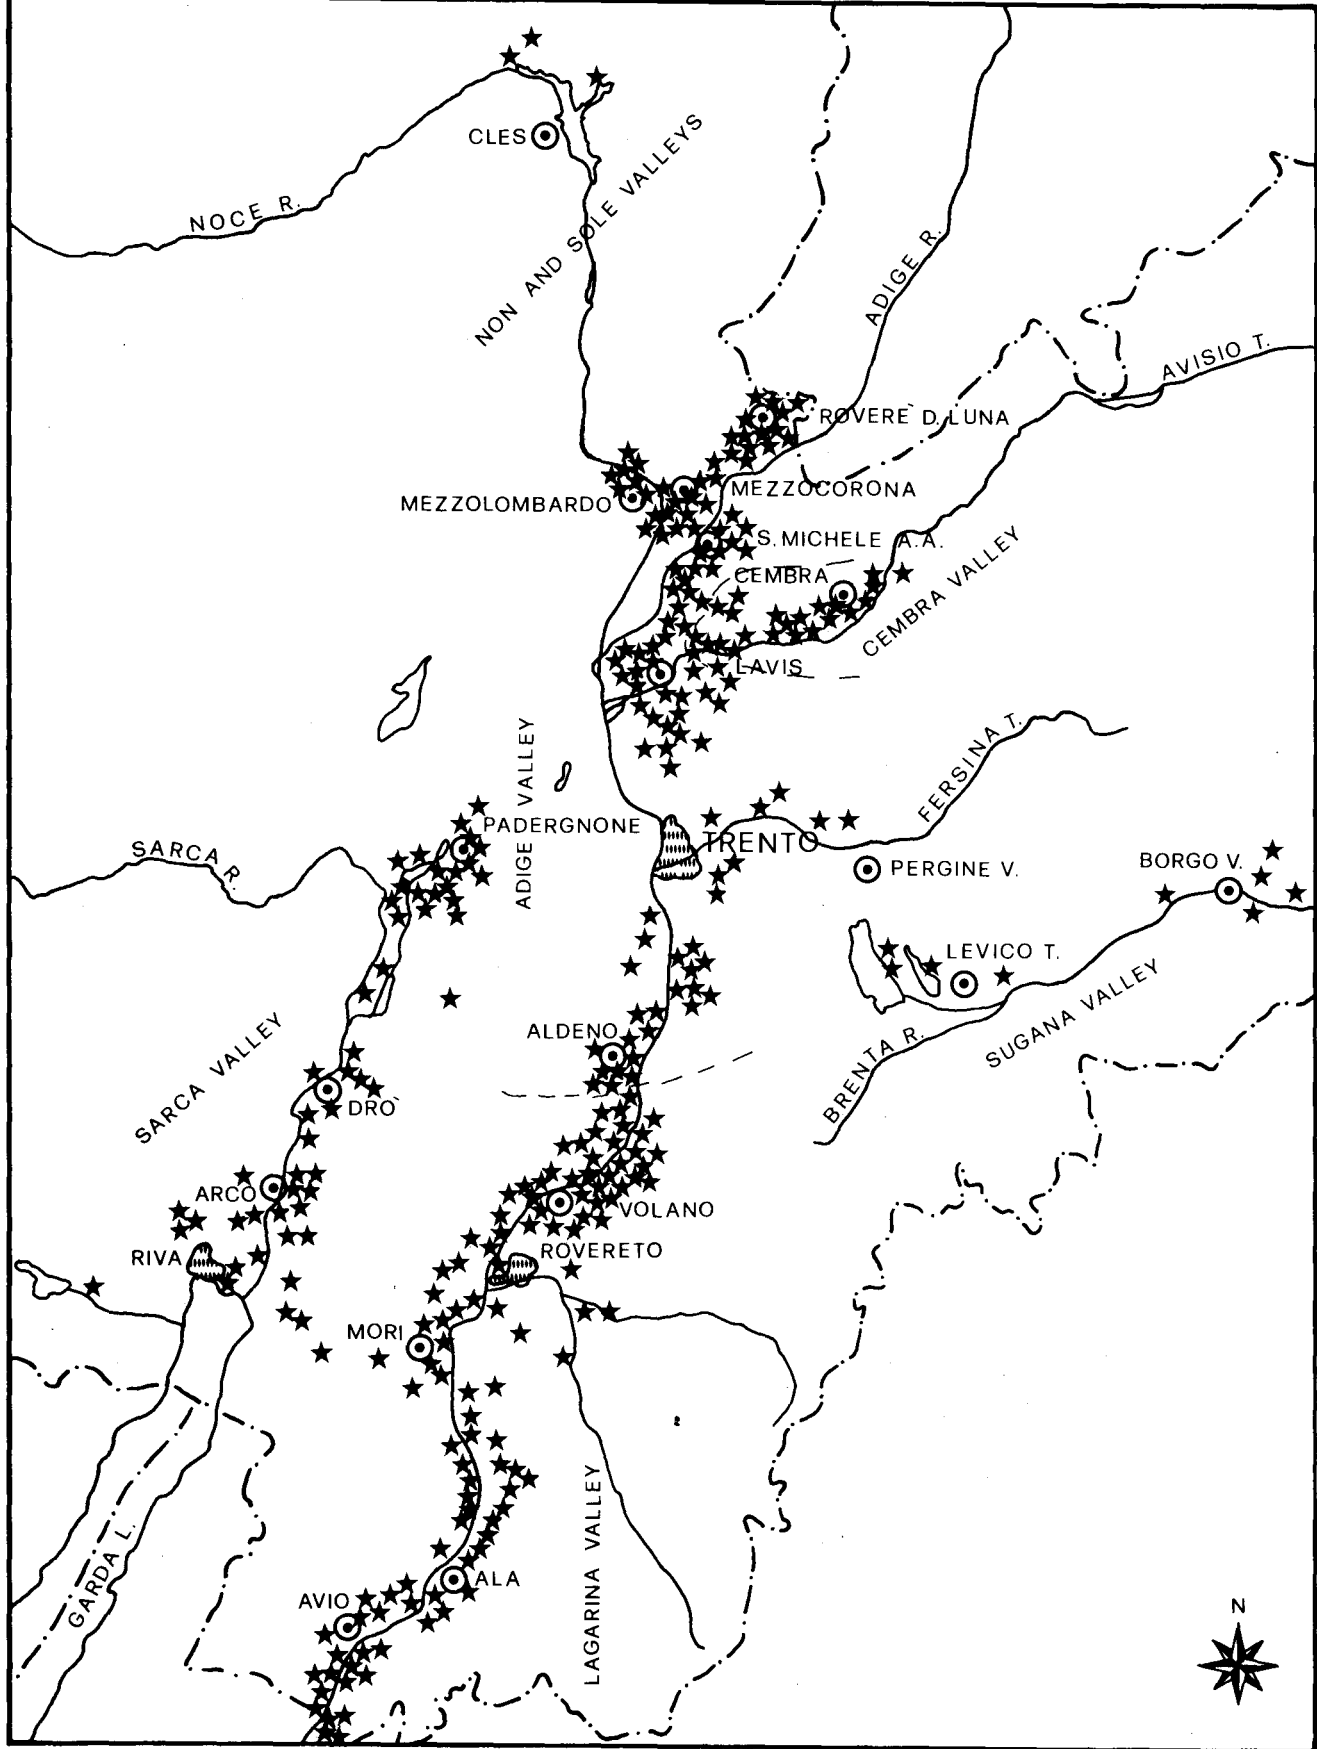 CLES
NON AND SOLE VALLEYS
NOCE R.
ADIGE R.
AVISIO T.
ROVERE` D. LUNA
MEZZOCORONA
MEZZOLOMBARDO
S. MICHELE A.A.
CEMBRA
CEMBRA VALLEY
LAVIS
ADIGE VALLEY
FERSINA T.
PADERGNONE
TRENTO
SARCA R.
PERGINE V.
BORGO V.
LEVICO T.
SUGANA VALLEY
BRENTA R.
ALDENO
SARCA VALLEY
DRO`
ARCO
VOLANO
RIVA
ROVERETO
MORI
LAGARINA VALLEY
GARDA L.
ALA
AVIO
N